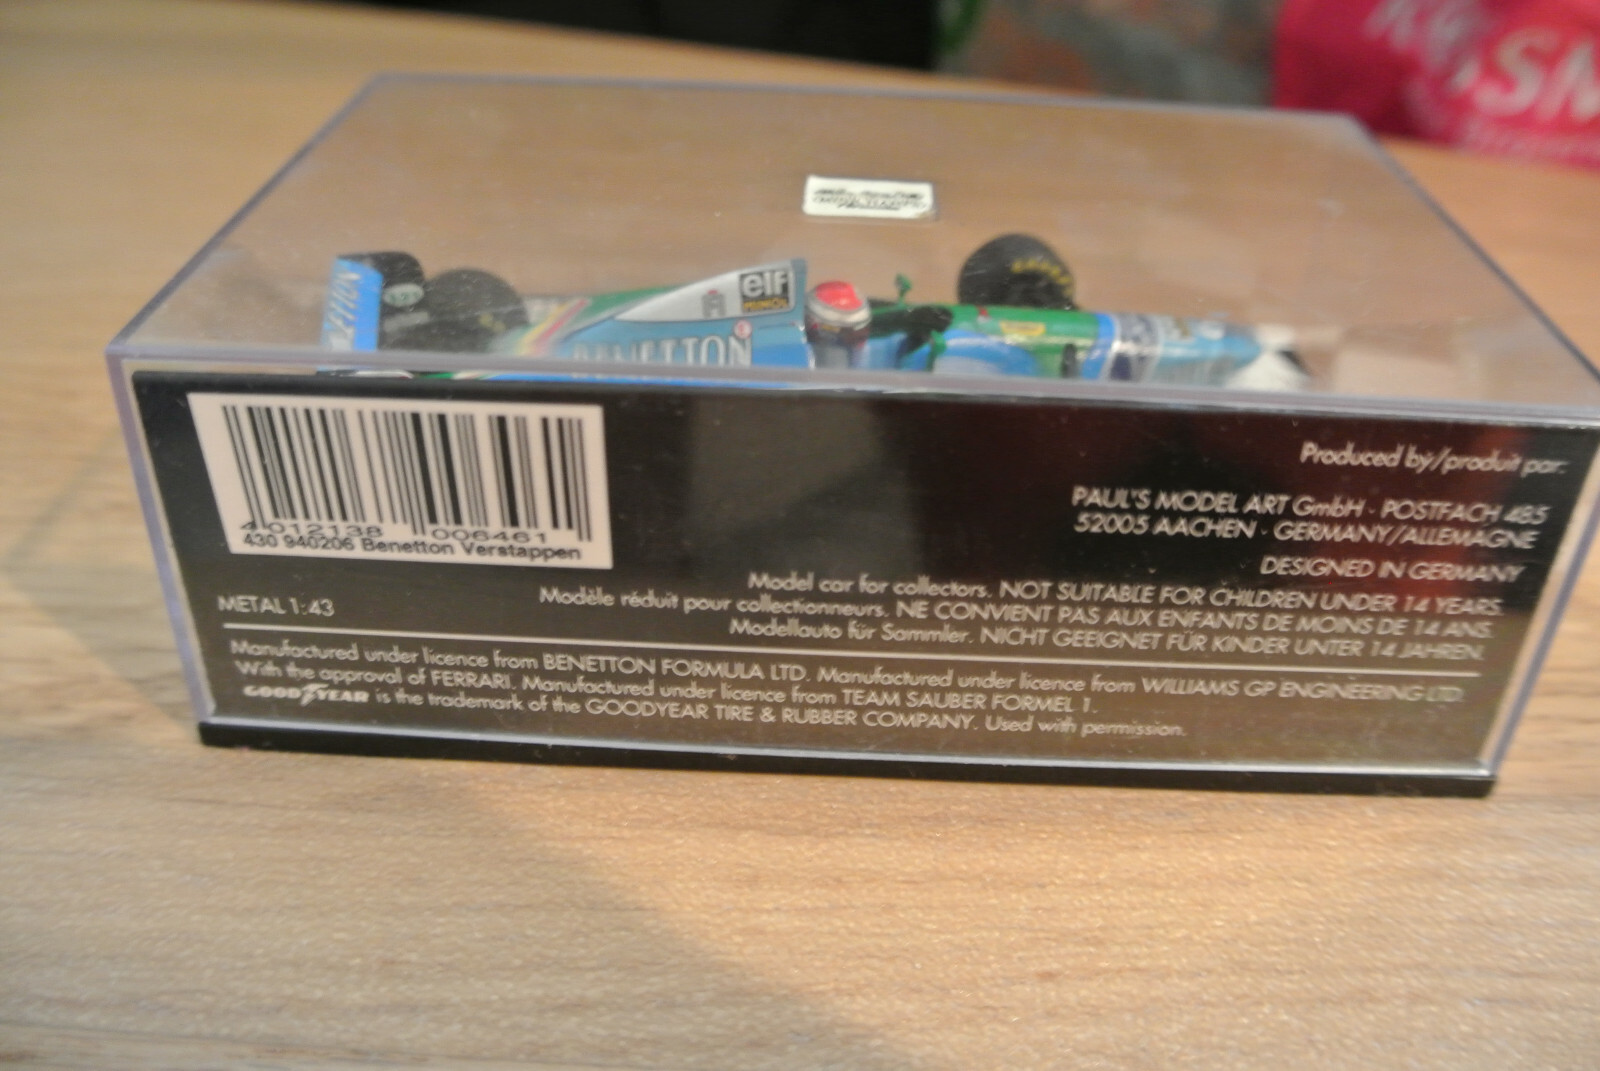 elf
MINOL
BENETTON
4 012138 006461
430 940206 Benetton Verstappen
METAL 1:43
Produced by/produit par:
PAUL'S MODEL ART GmbH · POSTFACH 485
52005 AACHEN · GERMANY/ALLEMAGNE
DESIGNED IN GERMANY
Model car for collectors. NOT SUITABLE FOR CHILDREN UNDER 14 YEARS.
Modèle réduit pour collectionneurs. NE CONVIENT PAS AUX ENFANTS DE MOINS DE 14 ANS.
Modellauto für Sammler. NICHT GEEIGNET FÜR KINDER UNTER 14 JAHREN.
Manufactured under licence from BENETTON FORMULA LTD. Manufactured under licence from WILLIAMS GP ENGINEERING LTD.
With the approval of FERRARI. Manufactured under licence from TEAM SAUBER FORMEL 1.
GOODYEAR is the trademark of the GOODYEAR TIRE & RUBBER COMPANY. Used with permission.